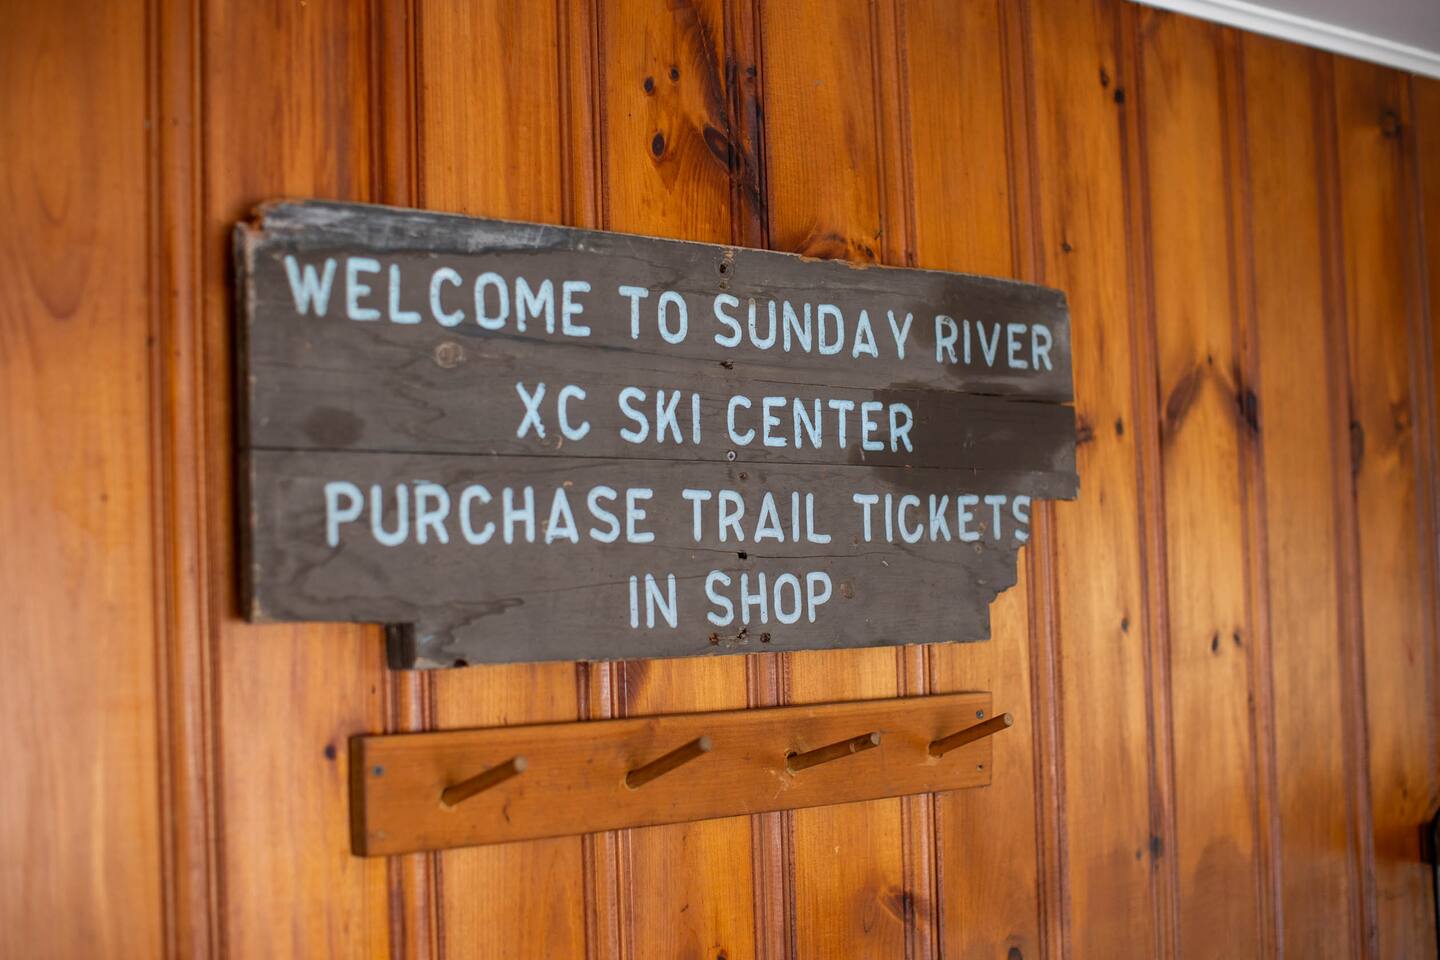 WELCOME TO SUNDAY RIVER
XC SKI CENTER
PURCHASE TRAIL TICKETS
IN SHOP